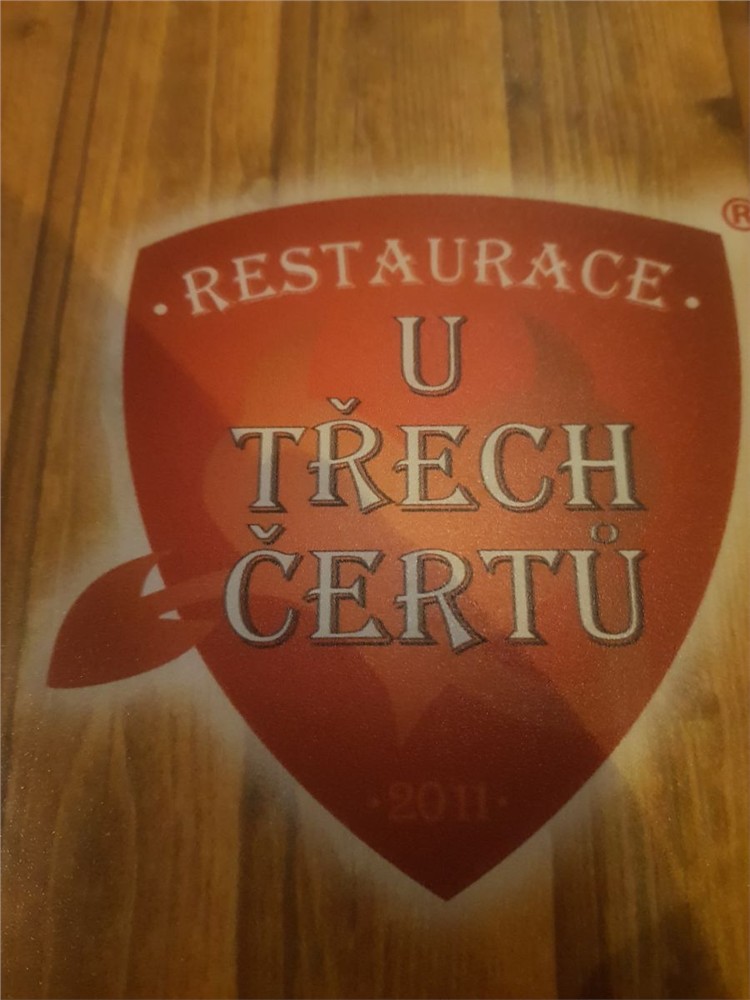 ®
· RESTAURACE ·
U
TŘECH
ČERTŮ
· 2011 ·